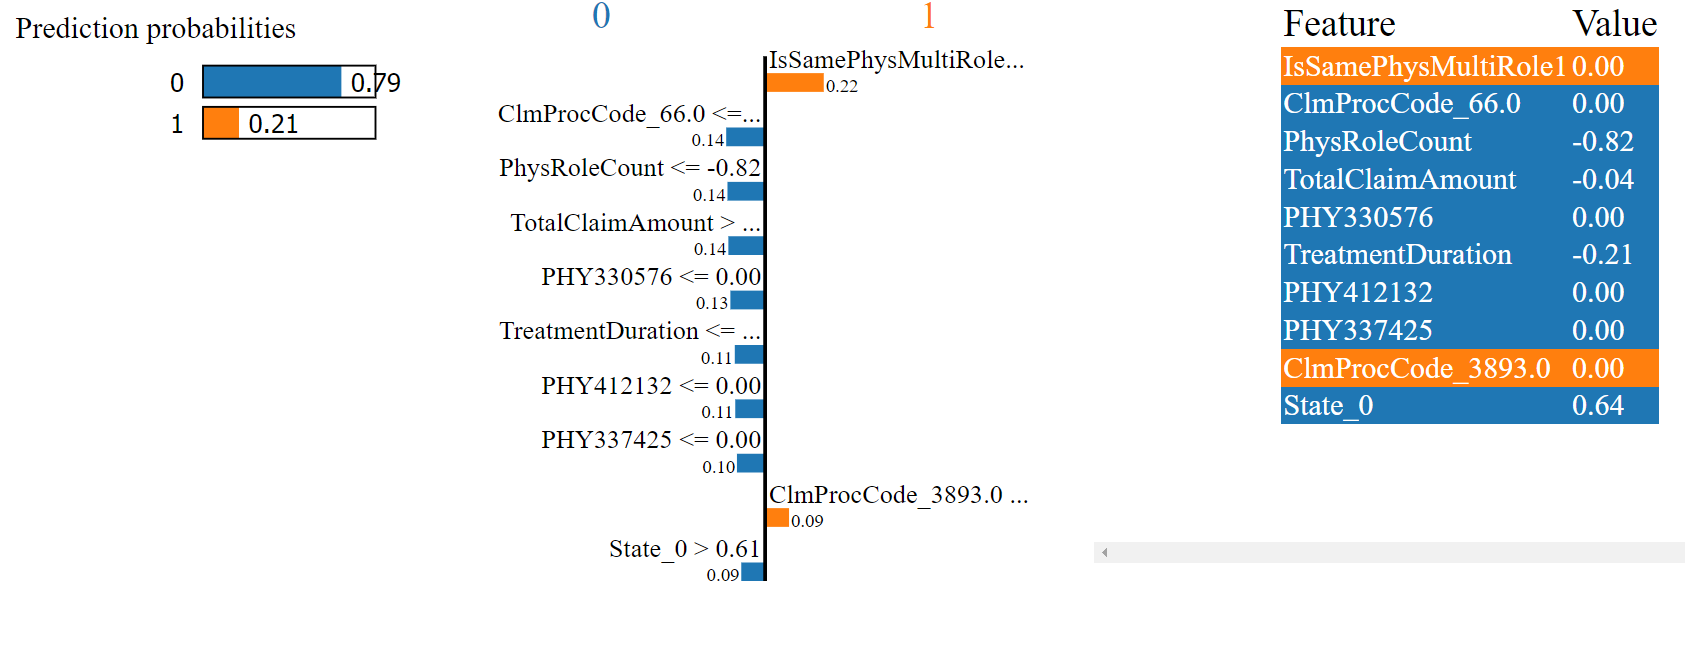 Prediction probabilities
0 0.79
1 0.21
0 1
IsSamePhysMultiRole...
0.22
ClmProcCode_66.0 <=...
0.14
PhysRoleCount <= -0.82
0.14
TotalClaimAmount > ...
0.14
PHY330576 <= 0.00
0.13
TreatmentDuration <= ...
0.11
PHY412132 <= 0.00
0.11
PHY337425 <= 0.00
0.10
ClmProcCode_3893.0 ...
0.09
State_0 > 0.61
0.09
Feature Value
IsSamePhysMultiRole1 0.00
ClmProcCode_66.0 0.00
PhysRoleCount -0.82
TotalClaimAmount -0.04
PHY330576 0.00
TreatmentDuration -0.21
PHY412132 0.00
PHY337425 0.00
ClmProcCode_3893.0 0.00
State_0 0.64